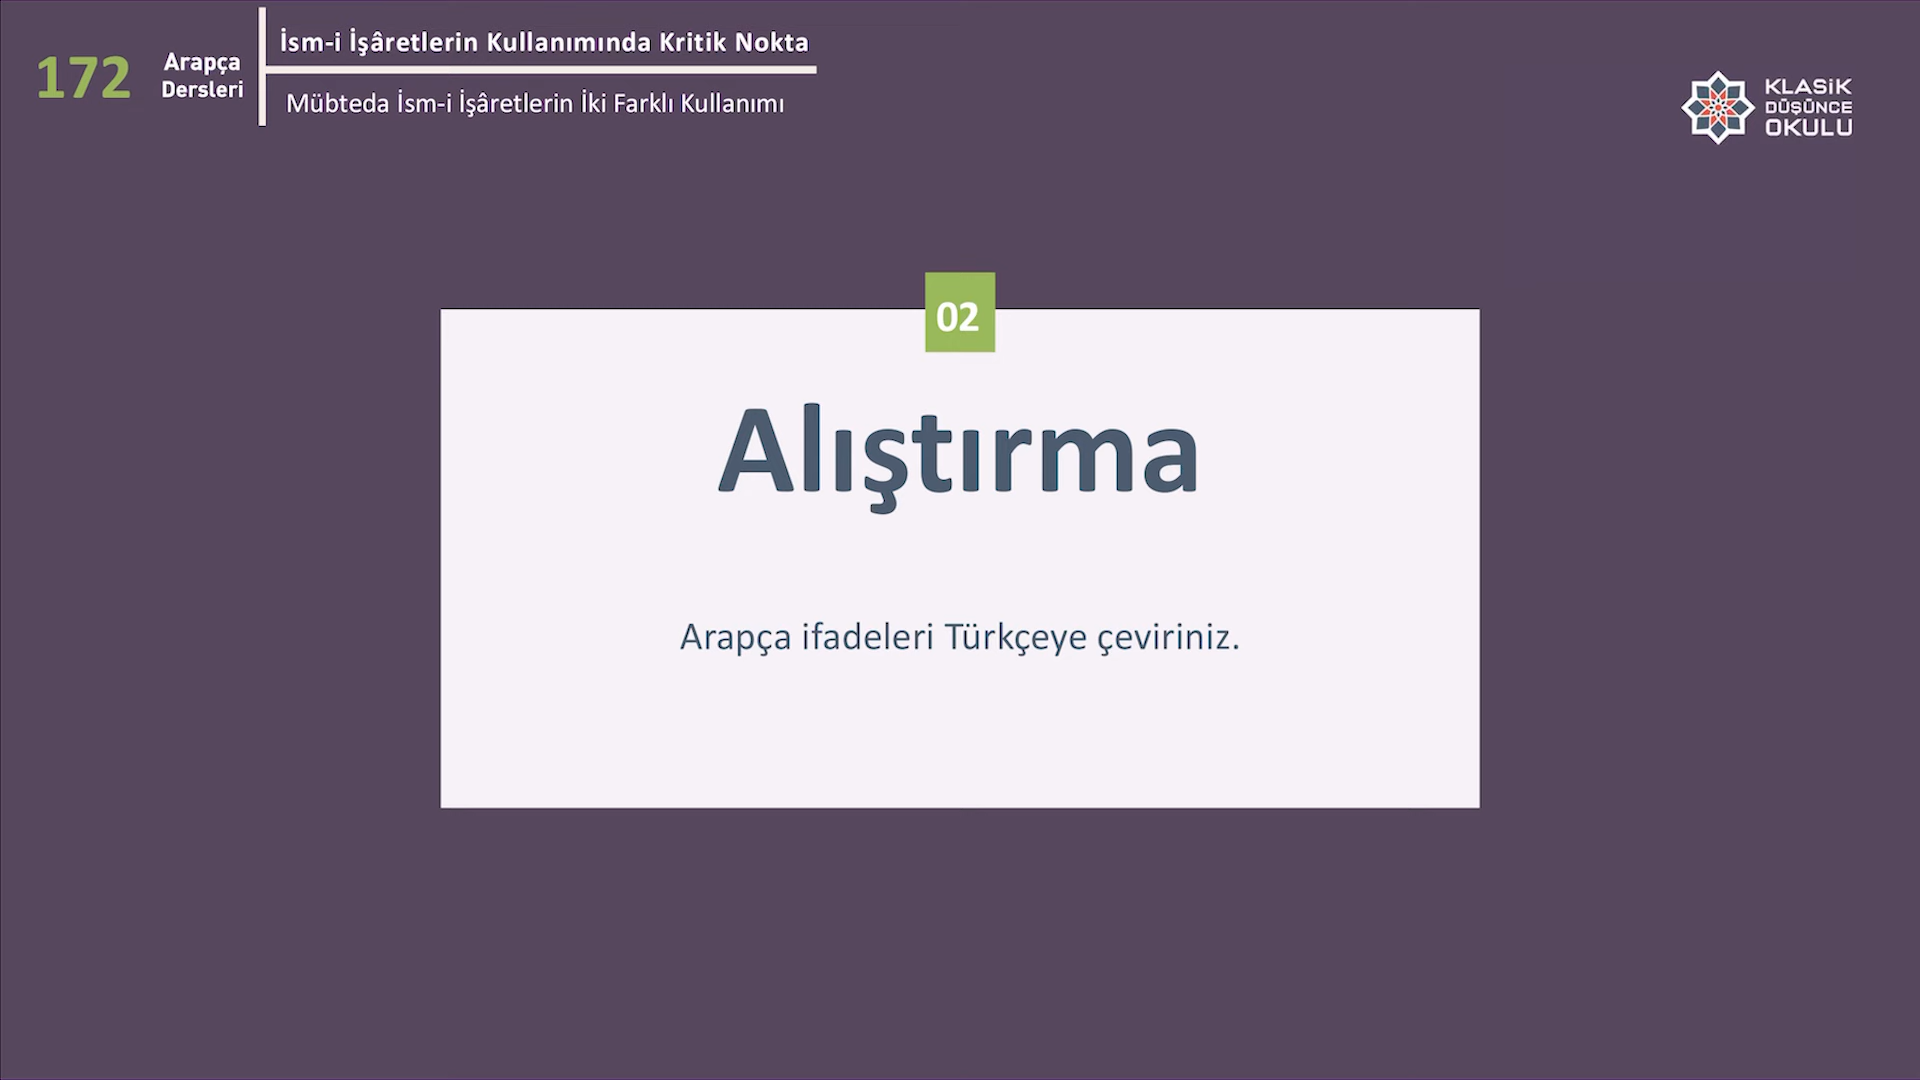 172
Arapça
Dersleri
İsm-i İşâretlerin Kullanımında Kritik Nokta
Mübteda İsm-i İşâretlerin İki Farklı Kullanımı
KLASiK
DÜŞÜNCE
OKULU
02
Alıştırma
Arapça ifadeleri Türkçeye çeviriniz.